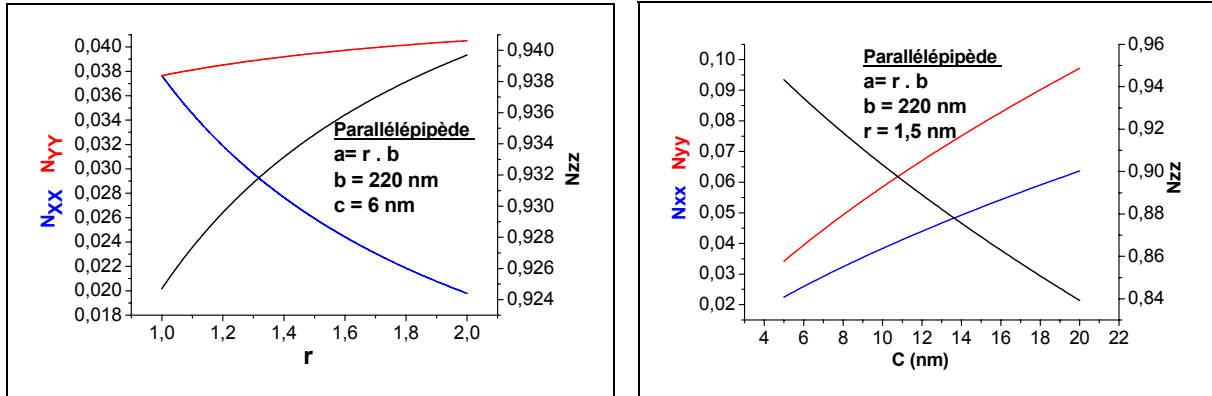 0,040
0,038
0,036
0,034
0,032
0,030
0,028
0,026
0,024
0,022
0,020
0,018
NXX NYY
1,0 1,2 1,4 1,6 1,8 2,0
r
Parallélépipède
a= r . b
b = 220 nm
c = 6 nm
0,940
0,938
0,936
0,934
0,932
0,930
0,928
0,926
0,924
Nzz
0,10
0,09
0,08
0,07
0,06
0,05
0,04
0,03
0,02
Nxx Nyy
4 6 8 10 12 14 16 18 20 22
C (nm)
Parallélépipède
a= r . b
b = 220 nm
r = 1,5 nm
0,96
0,94
0,92
0,90
0,88
0,86
0,84
Nzz